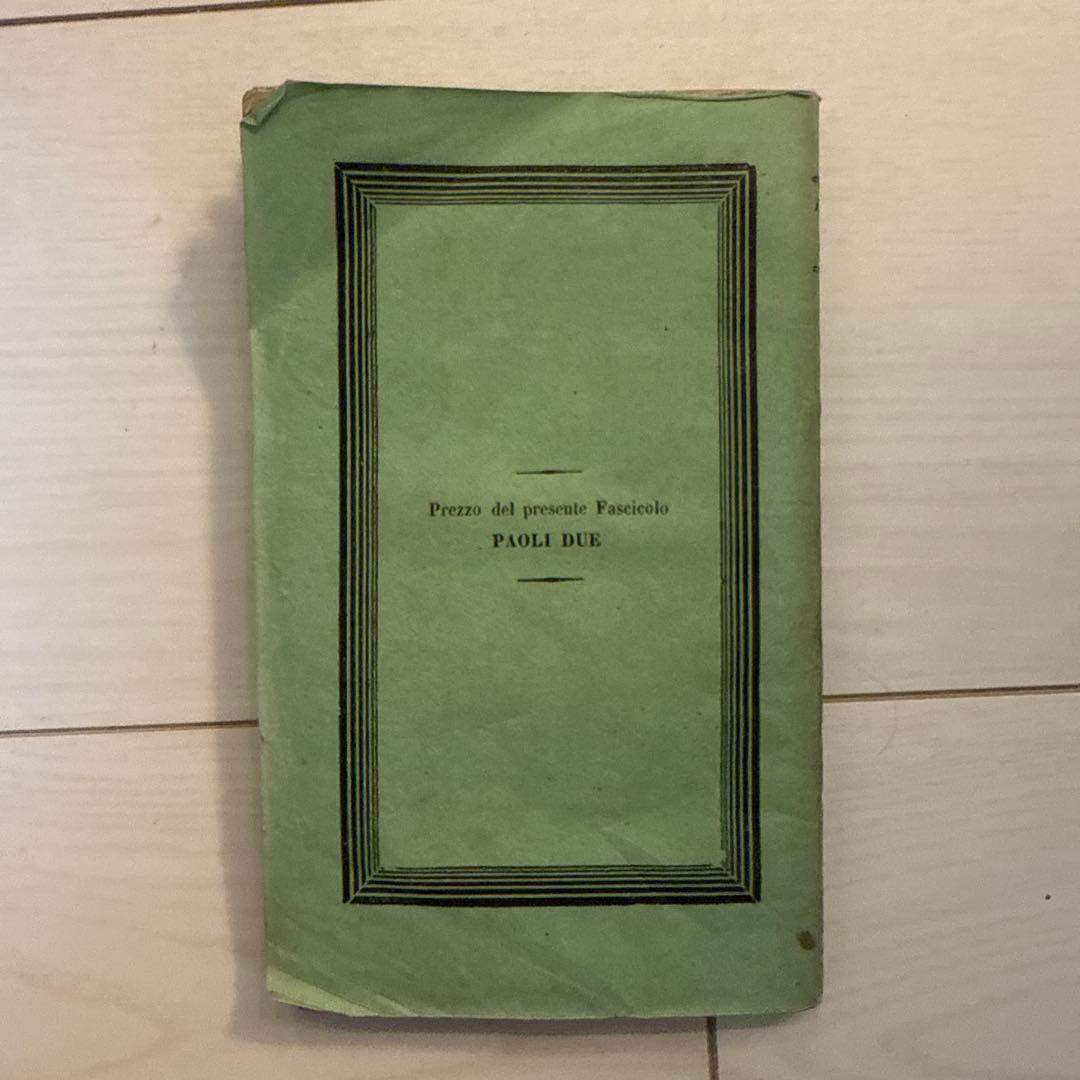 Prezzo del presente Fascicolo
PAOLI DUE